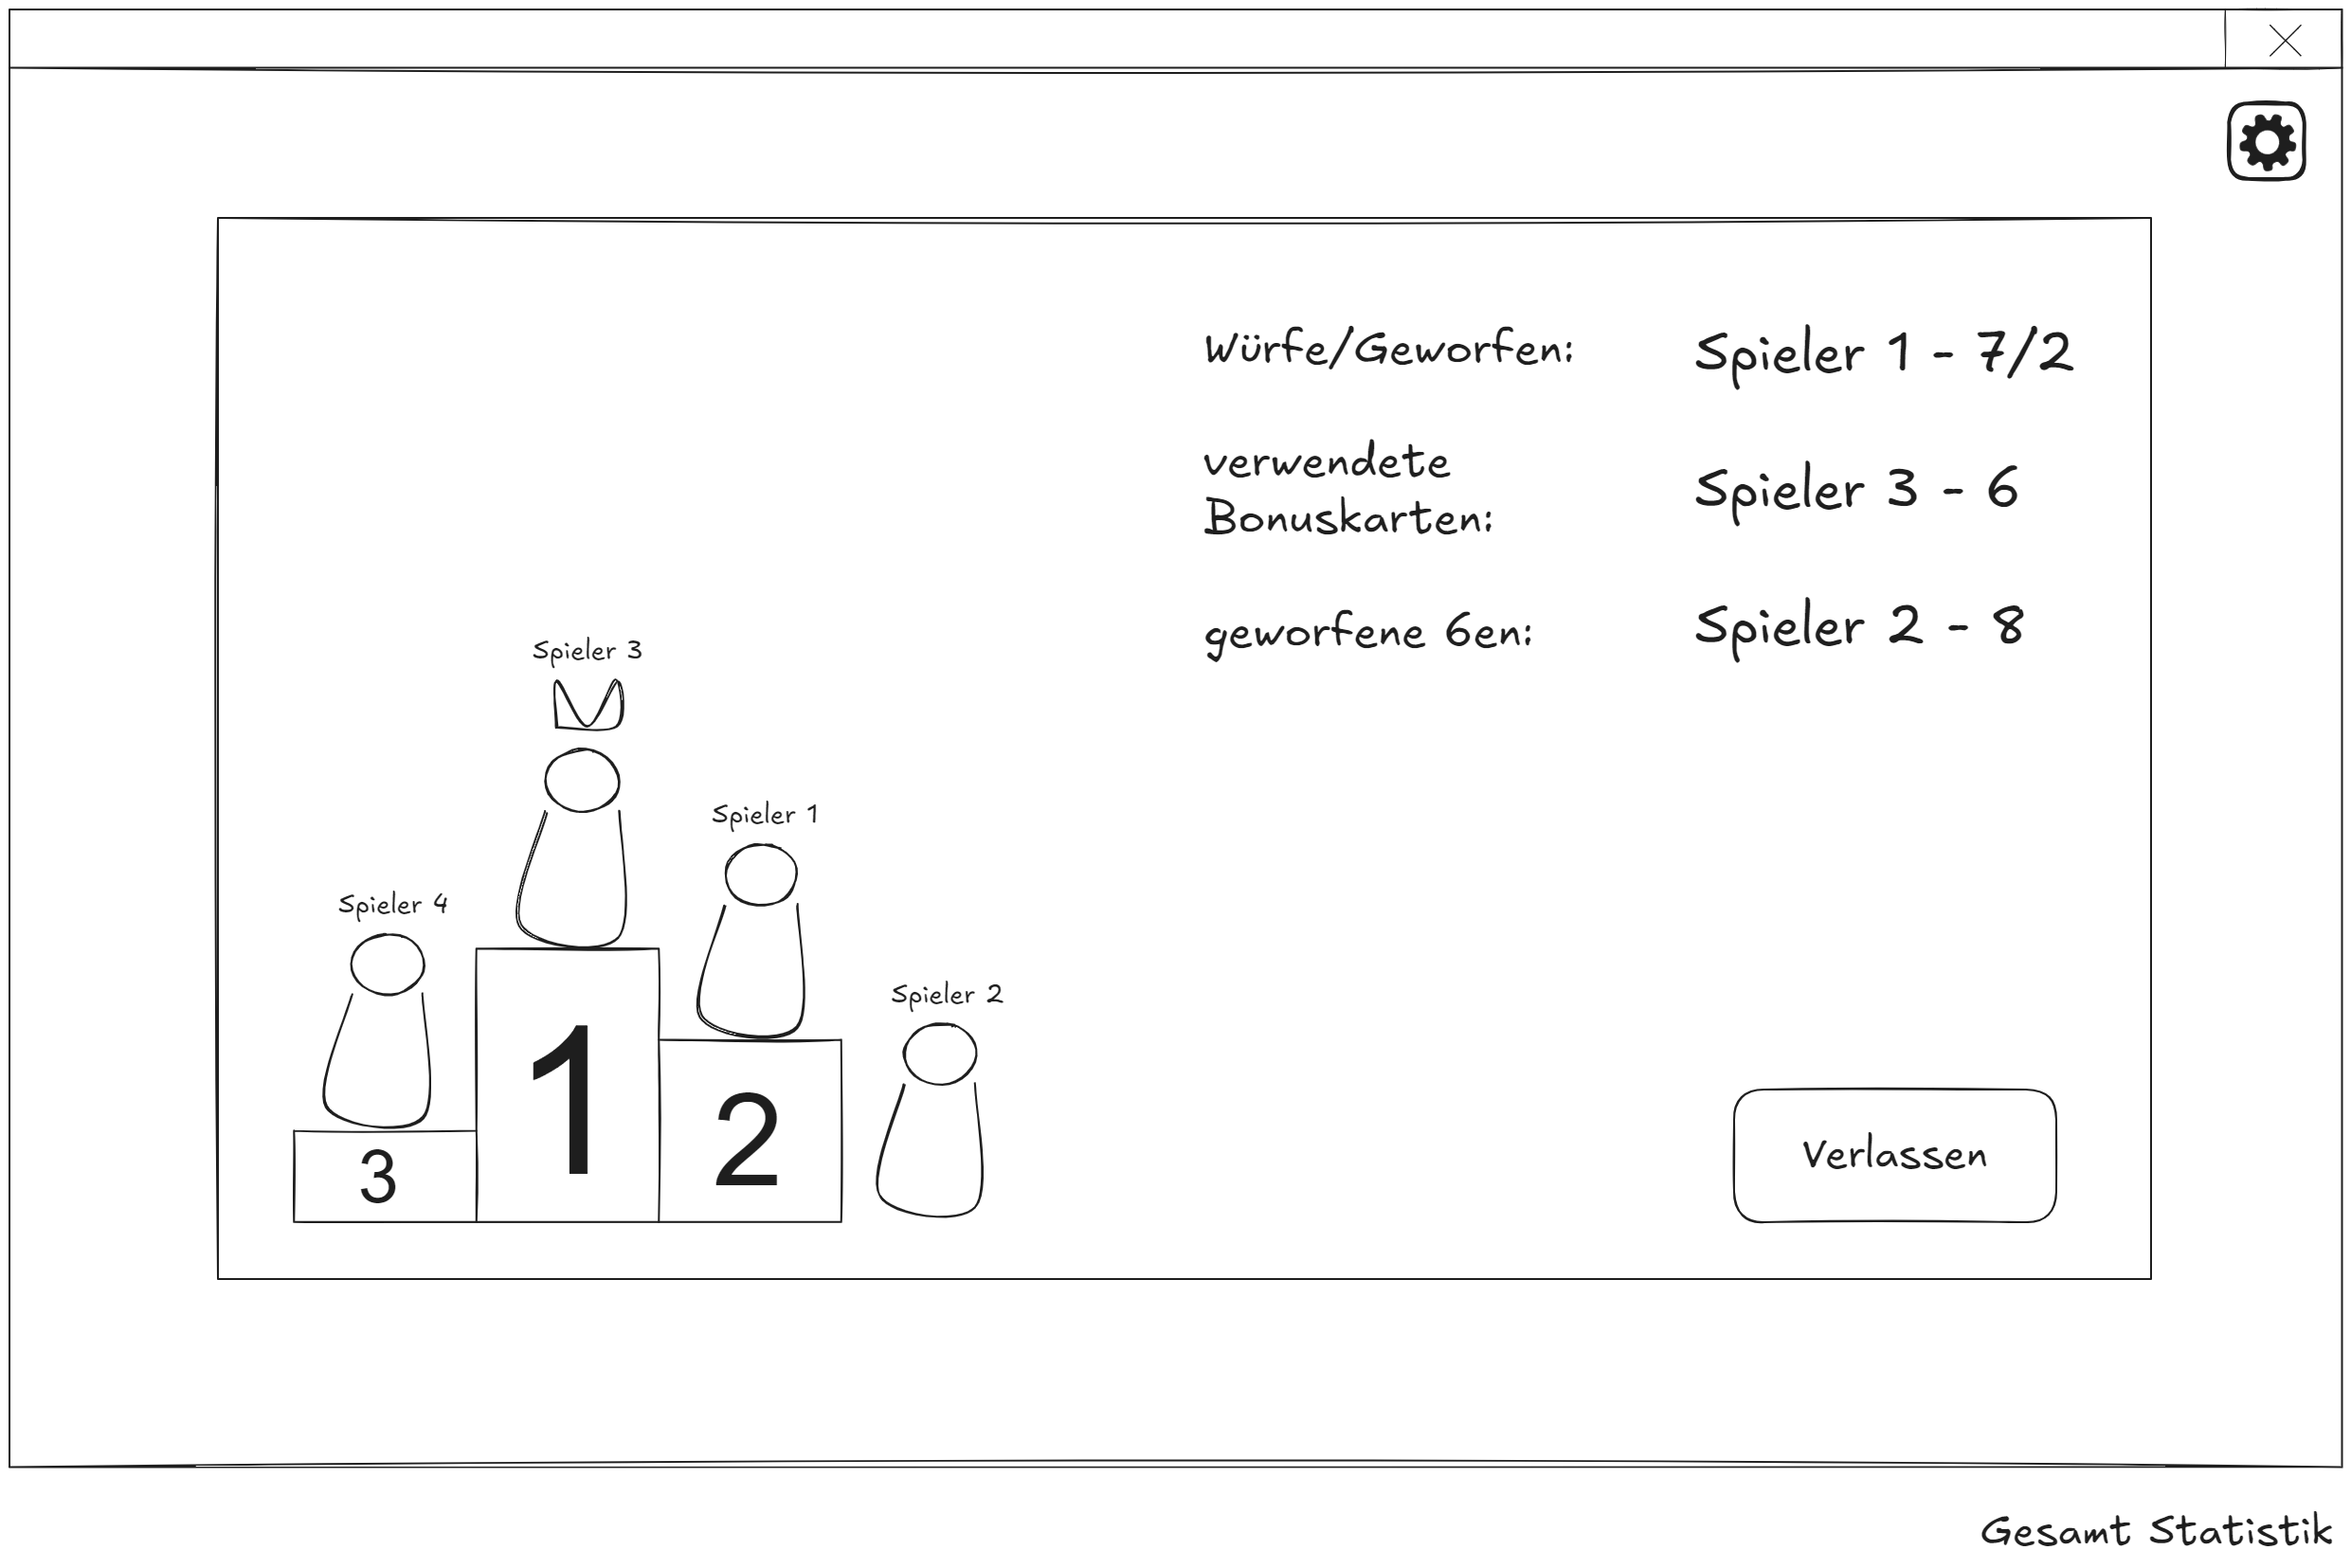 Würfe/Geworfen:
Spieler 1 - 7/2
verwendete
Bonuskarten:
Spieler 3 - 6
geworfene 6en:
Spieler 2 - 8
Spieler 3
Spieler 1
Spieler 4
Spieler 2
1
2
3
Verlassen
Gesamt Statistik